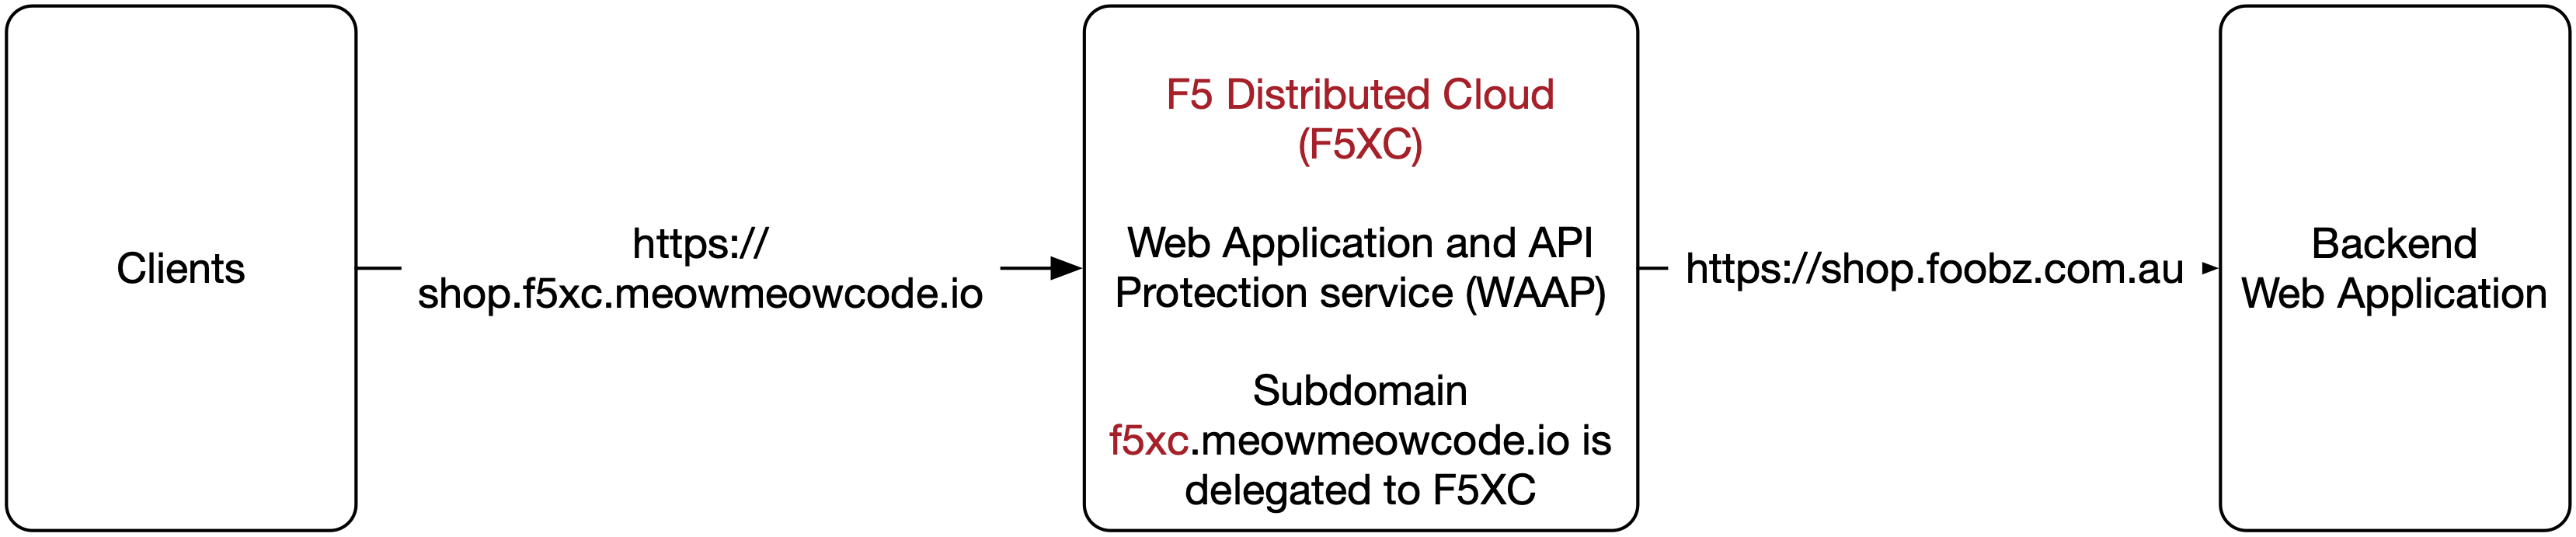 Clients
https://
shop.f5xc.meowmeowcode.io
F5 Distributed Cloud
(F5XC)
Web Application and API
Protection service (WAAP)
Subdomain
f5xc.meowmeowcode.io is
delegated to F5XC
https://shop.foobz.com.au
Backend
Web Application